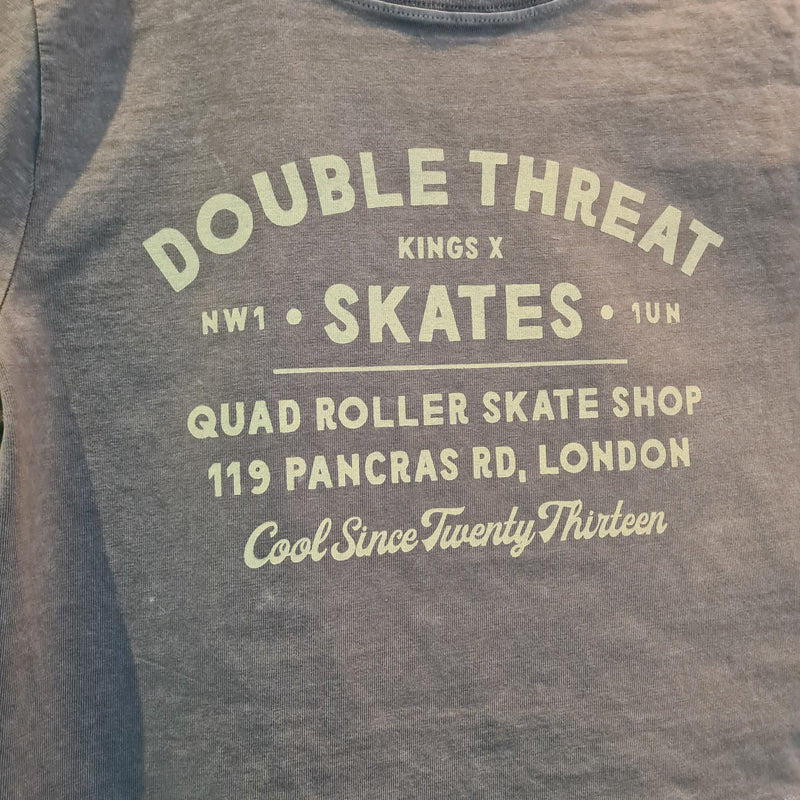 DOUBLE THREAT
KINGS X
NW1 • SKATES • 1UN
QUAD ROLLER SKATE SHOP
119 PANCRAS RD, LONDON
Cool Since Twenty Thirteen